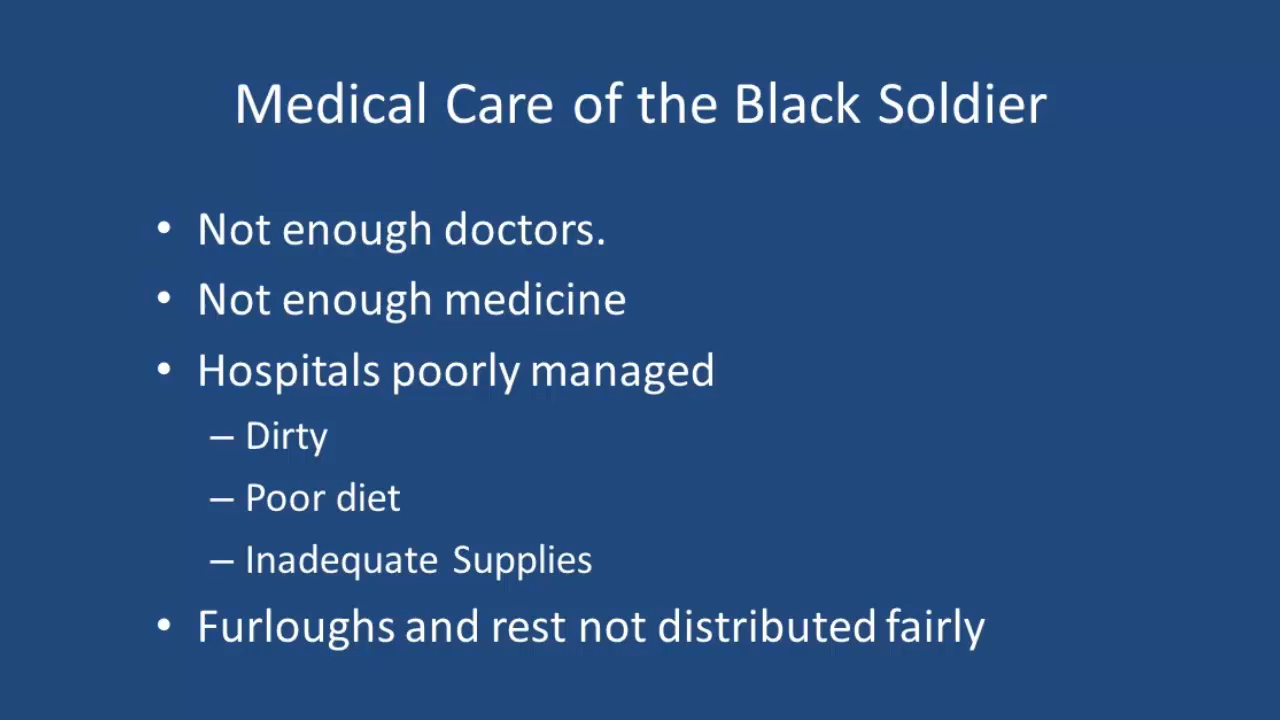 Medical Care of the Black Soldier
• Not enough doctors.
• Not enough medicine
• Hospitals poorly managed
– Dirty
– Poor diet
– Inadequate Supplies
• Furloughs and rest not distributed fairly